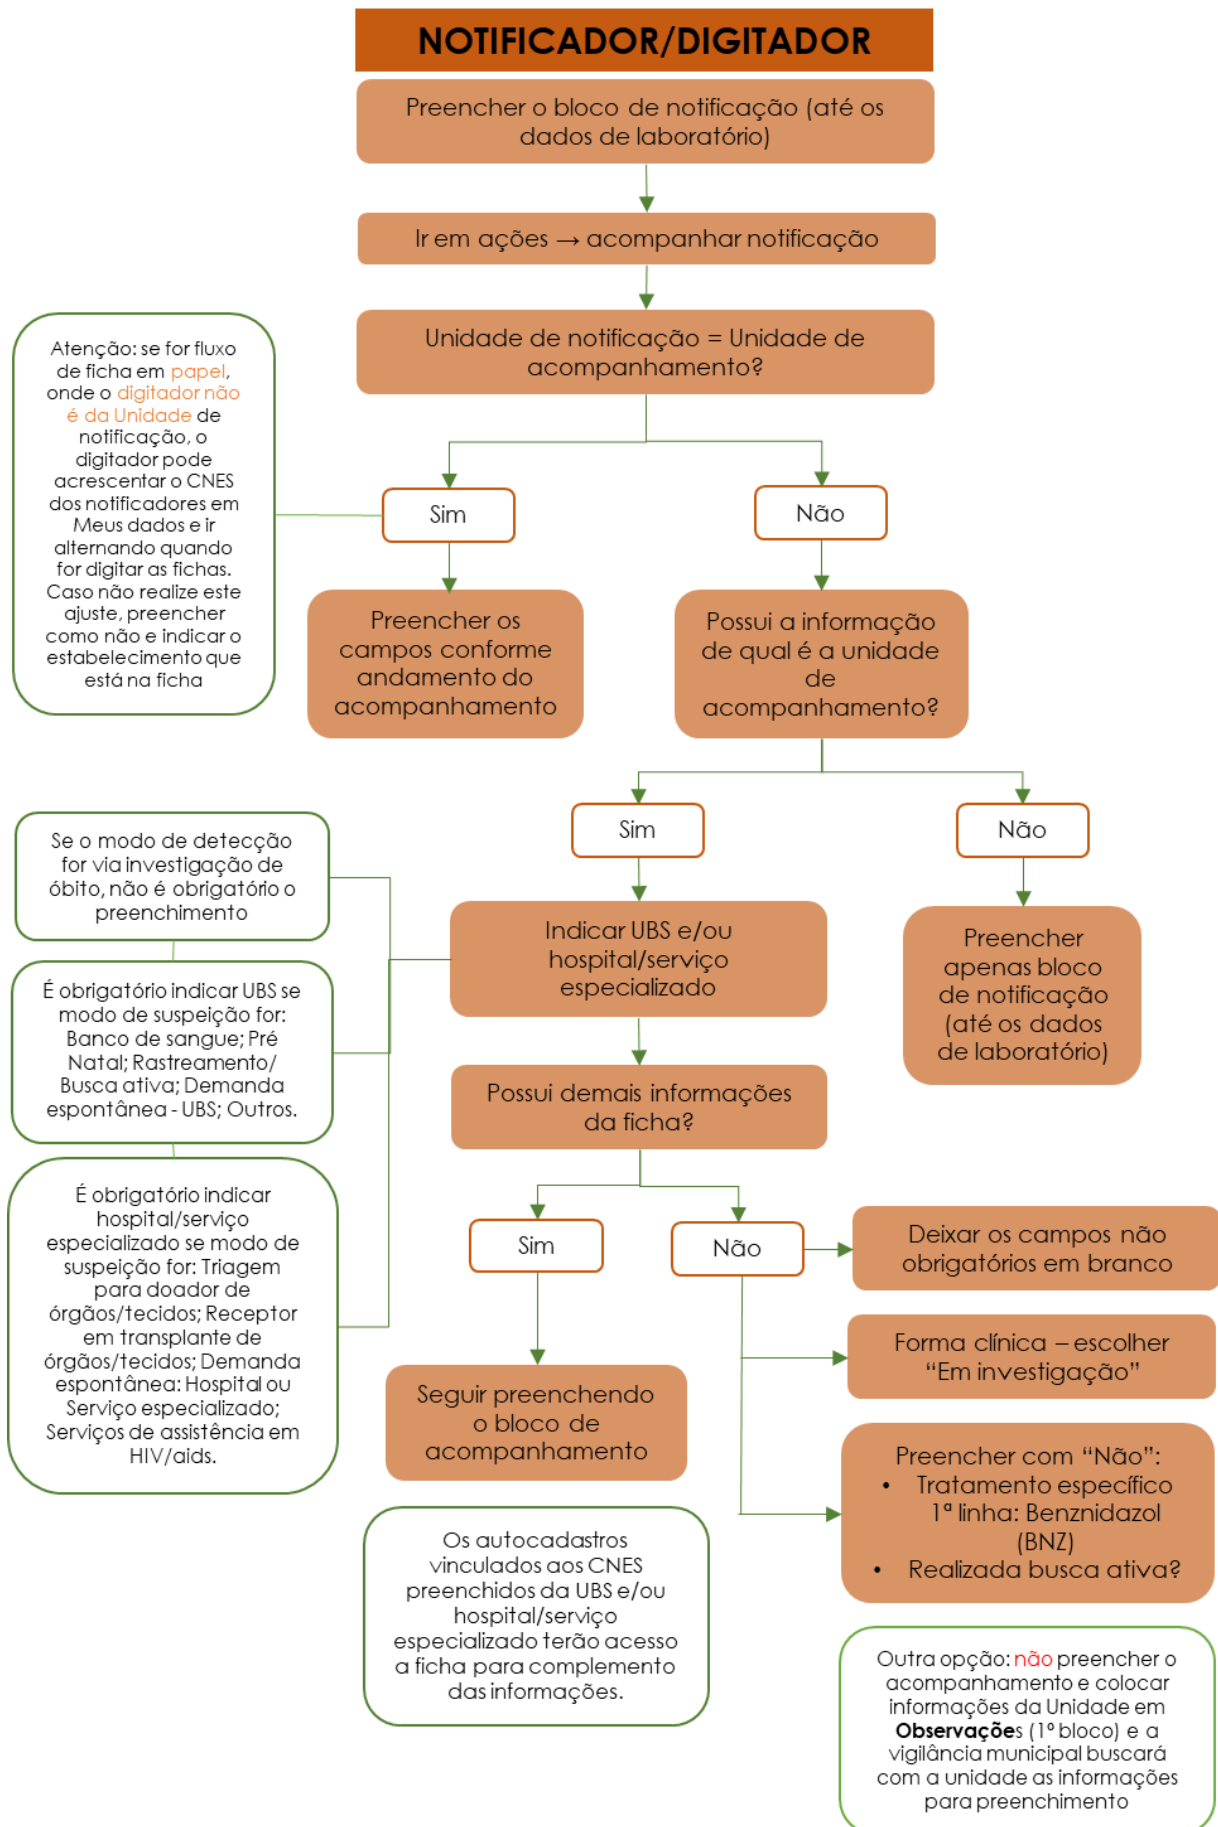 NOTIFICADOR/DIGITADOR
Preencher o bloco de notificação (até os
dados de laboratório)
Ir em ações → acompanhar notificação
Unidade de notificação = Unidade de
acompanhamento?
Atenção: se for fluxo
de ficha em papel,
onde o digitador não
é da Unidade de
notificação, o
digitador pode
acrescentar o CNES
dos notificadores em
Meus dados e ir
alternando quando
for digitar as fichas.
Caso não realize este
ajuste, preencher
como não e indicar o
estabelecimento que
está na ficha
Sim
Não
Preencher os
campos conforme
andamento do
acompanhamento
Possui a informação
de qual é a unidade
de
acompanhamento?
Sim
Não
Se o modo de detecção
for via investigação de
óbito, não é obrigatório o
preenchimento
Indicar UBS e/ou
hospital/serviço
especializado
Preencher
apenas bloco
de notificação
(até os dados
de laboratório)
É obrigatório indicar UBS se
modo de suspeição for:
Banco de sangue; Pré
Natal; Rastreamento/
Busca ativa; Demanda
espontânea - UBS; Outros.
Possui demais informações
da ficha?
É obrigatório indicar
hospital/serviço
especializado se modo de
suspeição for: Triagem
para doador de
órgãos/tecidos; Receptor
em transplante de
órgãos/tecidos; Demanda
espontânea: Hospital ou
Serviço especializado;
Serviços de assistência em
HIV/aids.
Sim
Não
Deixar os campos não
obrigatórios em branco
Forma clínica – escolher
“Em investigação”
Seguir preenchendo
o bloco de
acompanhamento
Preencher com “Não”:
• Tratamento específico
1ª linha: Benznidazol
(BNZ)
• Realizada busca ativa?
Os autocadastros
vinculados aos CNES
preenchidos da UBS e/ou
hospital/serviço
especializado terão acesso
a ficha para complemento
das informações.
Outra opção: não preencher o
acompanhamento e colocar
informações da Unidade em
Observações (1º bloco) e a
vigilância municipal buscará
com a unidade as informações
para preenchimento